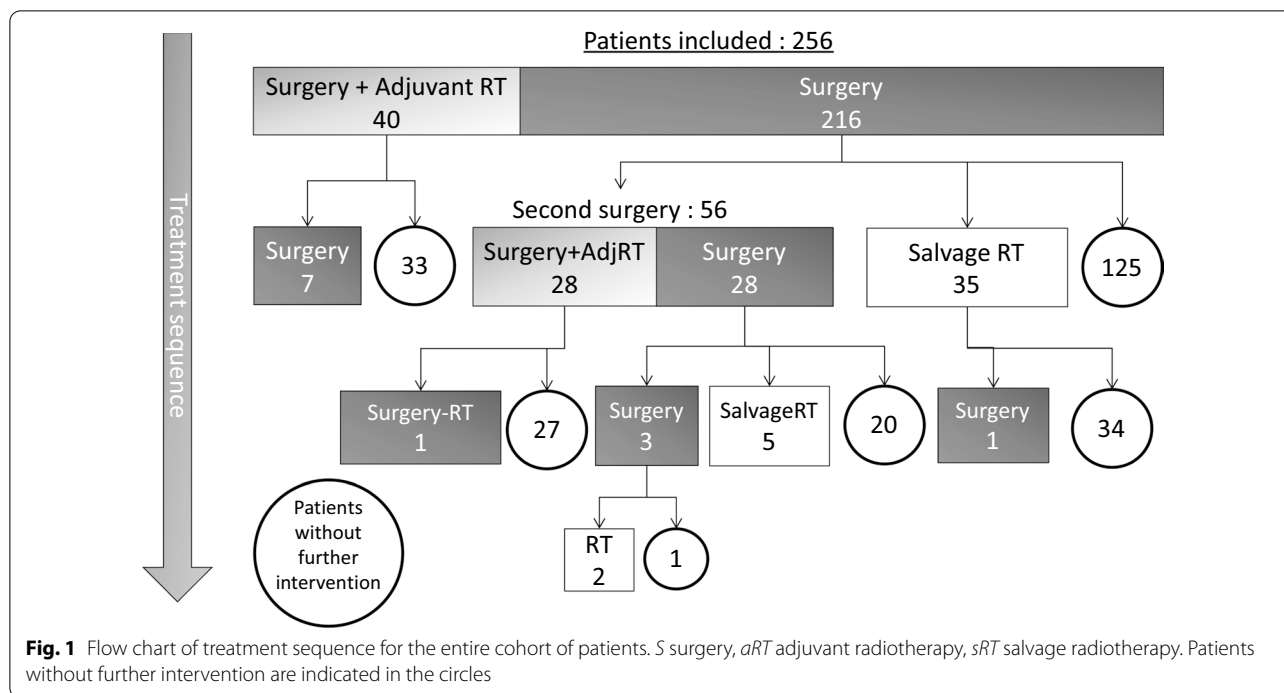 Patients included : 256
Surgery + Adjuvant RT
40
Surgery
216
Treatment sequence
Second surgery : 56
Surgery
7
33
Surgery+AdjRT
28
Surgery
28
Salvage RT
35
125
Surgery-RT
1
27
Surgery
3
SalvageRT
5
20
Surgery
1
34
Patients
without
further
intervention
RT
2
1
Fig. 1 Flow chart of treatment sequence for the entire cohort of patients. S surgery, aRT adjuvant radiotherapy, sRT salvage radiotherapy. Patients
without further intervention are indicated in the circles